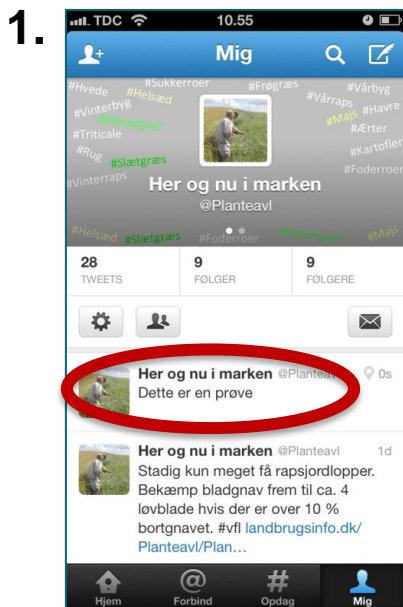 1.
TDC 10.55
Mig
#Hvede #Sukkerroer #Frøgræs #Vårbyg
#Helsæd #Vårraps #Havre
#Vinterbyg #Majs
#Triticale #Ærter
#Rug #Slætgræs #Kartofler
#Vinterraps #Foderroer
Her og nu i marken
@Planteavl
#Helsæd #Slætgræs #Foderroer #Majs
28 9 9
TWEETS FØLGER FØLGERE
Her og nu i marken @Planteavl 0s
Dette er en prøve
Her og nu i marken @Planteavl 1d
Stadig kun meget få rapsjordlopper.
Bekæmp bladgnav frem til ca. 4
løvblade hvis der er over 10 %
bortgnavet. #vfl landbrugsinfo.dk/
Planteavl/Plan…
Hjem Forbind Opdag Mig